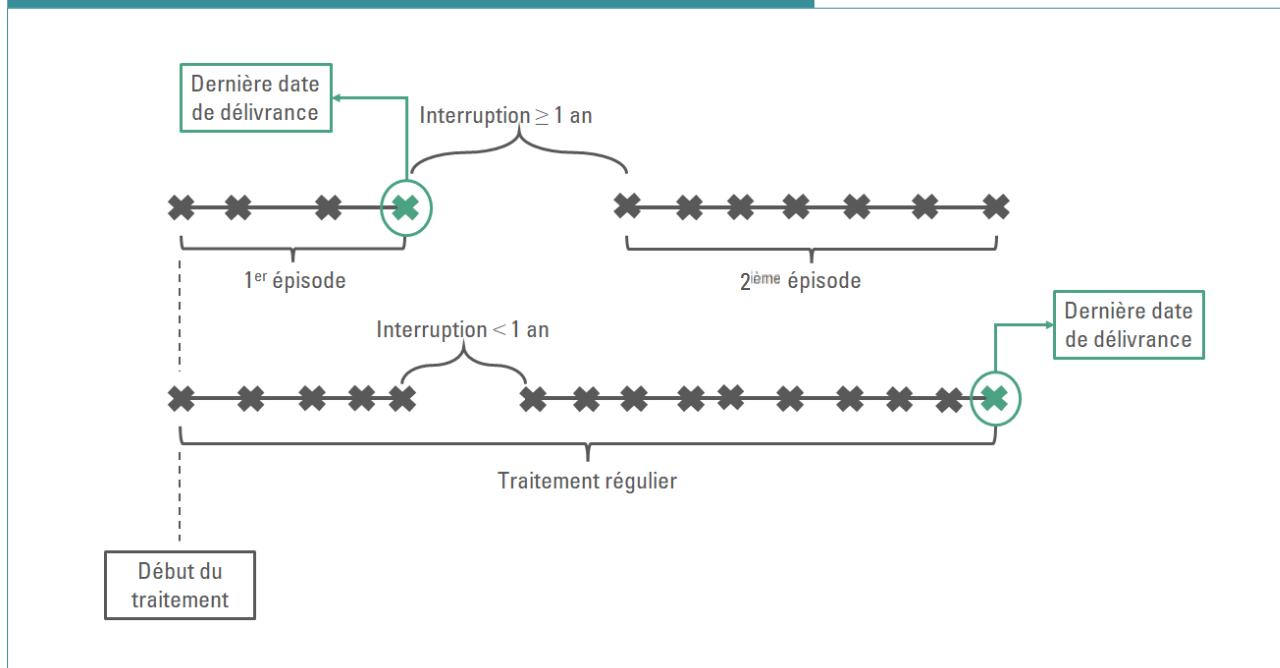 Dernière date
de délivrance
Interruption ≥ 1 an
1er épisode
2ième épisode
Interruption < 1 an
Dernière date
de délivrance
Traitement régulier
Début du
traitement